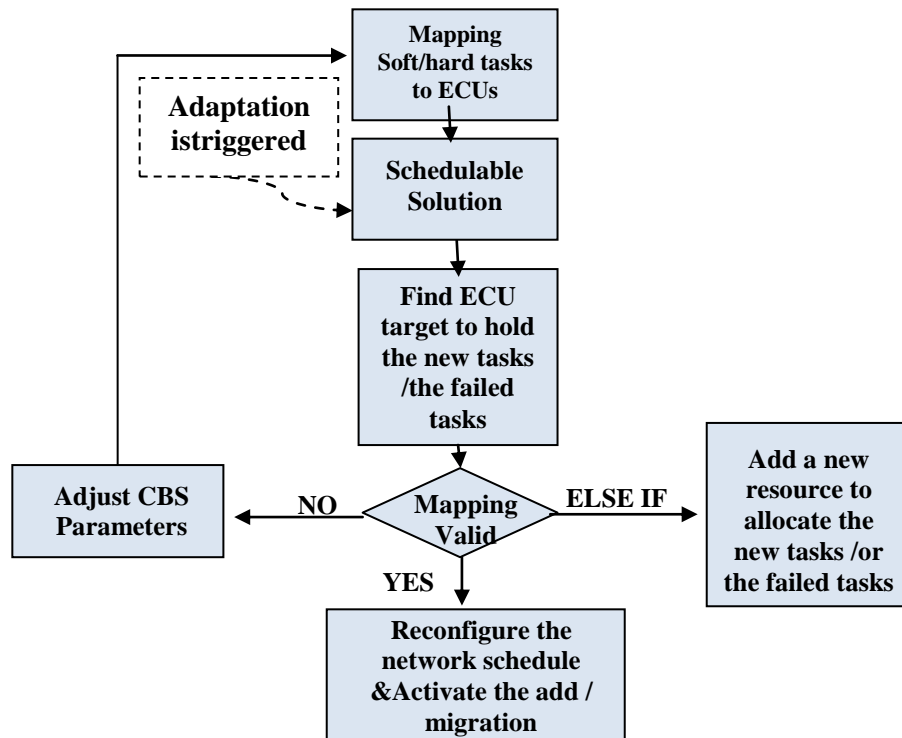 Mapping
Soft/hard tasks
to ECUs
Adaptation
istriggered
Schedulable
Solution
Find ECU
target to hold
the new tasks
/the failed
tasks
Adjust CBS
Parameters
NO
Mapping
Valid
ELSE IF
Add a new
resource to
allocate the
new tasks /or
the failed tasks
YES
Reconfigure the
network schedule
&Activate the add /
migration